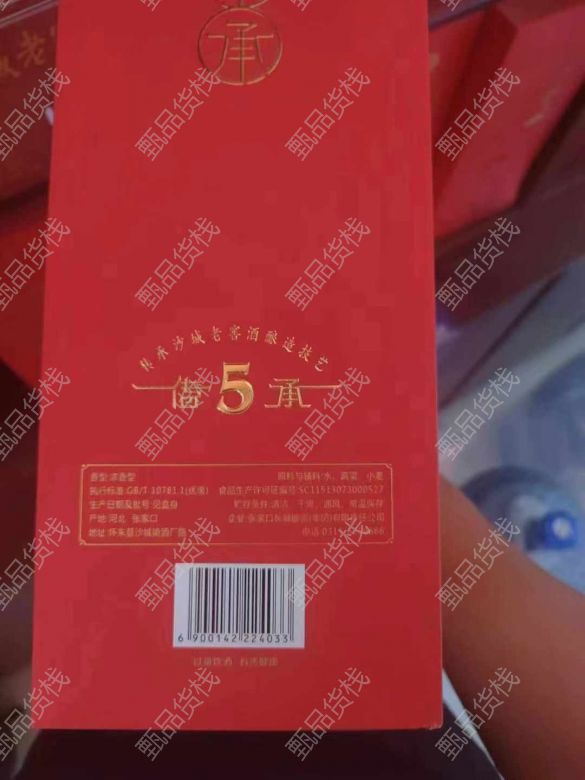 承
传承沙城老窖酒酿造技艺
传5承
香型:浓香型
原料与辅料:水、高粱、小麦
执行标准:GB/T 10781.1(优级)
食品生产许可证编号:SC11513073000527
生产日期及批号:见盒身
贮存条件:清洁、干爽、通风、常温保存
产地:河北 张家口
地址:怀来县沙城
6 900142 224033
过量饮酒 有害健康
甄品货栈